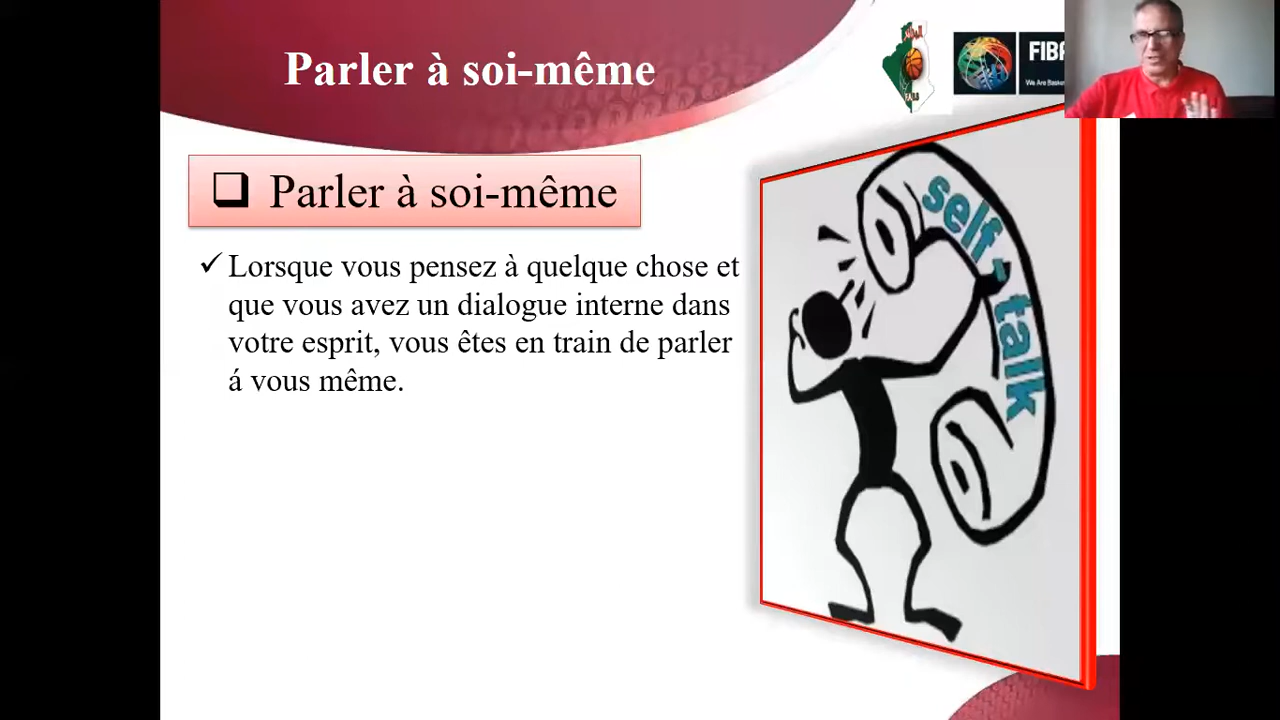 Parler à soi-même
FIBA
We Are Basket
Parler à soi-même
Lorsque vous pensez à quelque chose et
que vous avez un dialogue interne dans
votre esprit, vous êtes en train de parler
á vous même.
self-talk